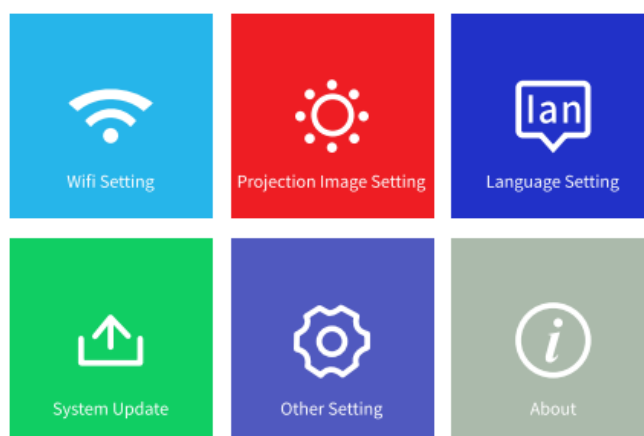 Wifi Setting
Projection Image Setting
lan
Language Setting
System Update
Other Setting
i
About